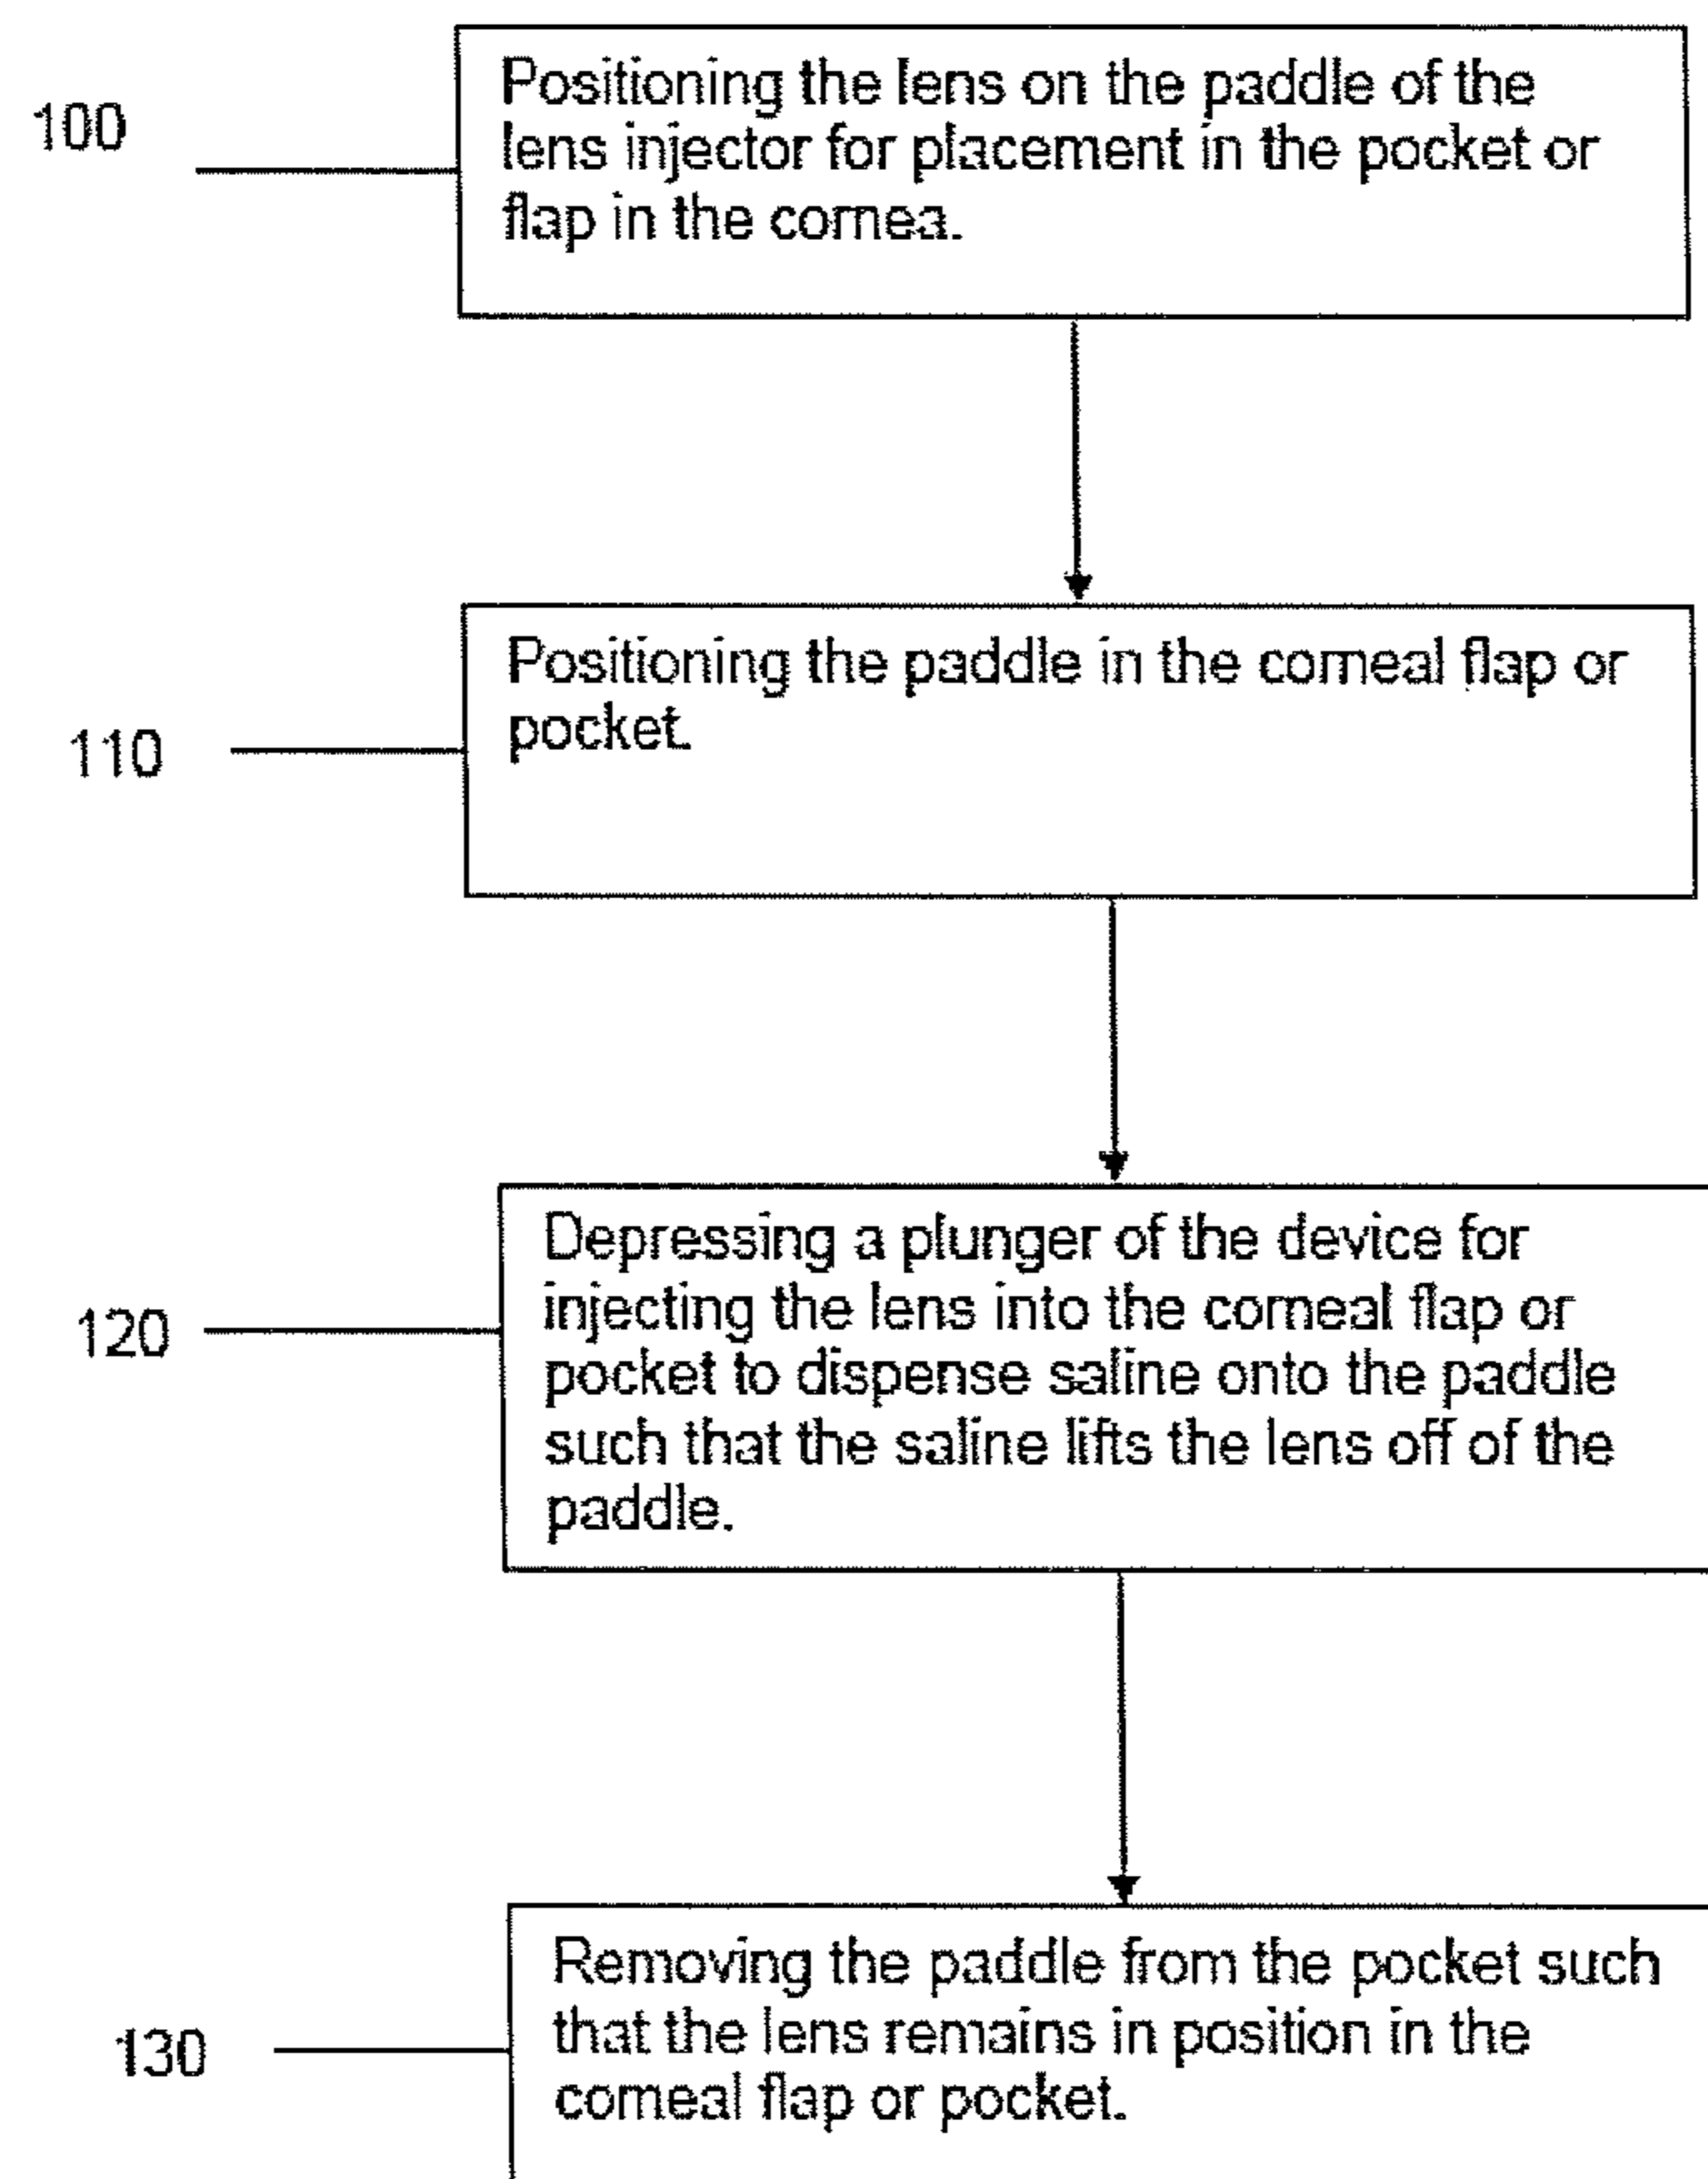 100
Positioning the lens on the paddle of the
lens injector for placement in the pocket or
flap in the cornea.
110
Positioning the paddle in the corneal flap or
pocket.
120
Depressing a plunger of the device for
injecting the lens into the corneal flap or
pocket to dispense saline onto the paddle
such that the saline lifts the lens off of the
paddle.
130
Removing the paddle from the pocket such
that the lens remains in position in the
corneal flap or pocket.